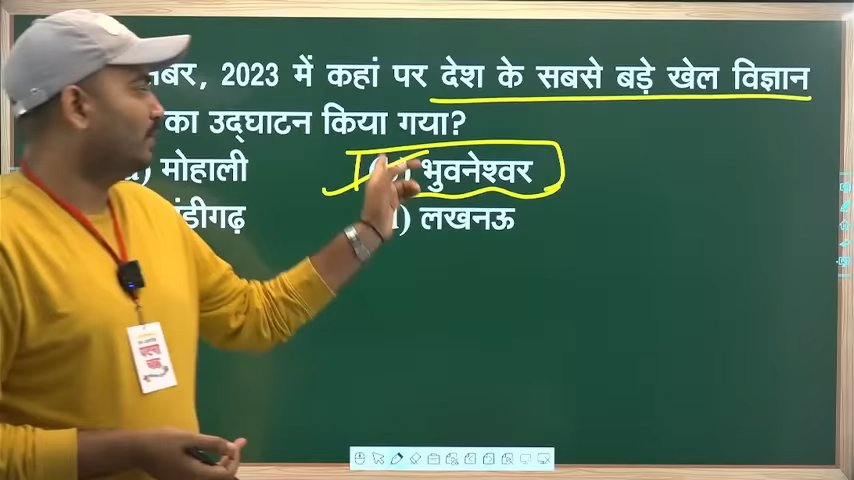 बर, 2023 में कहां पर देश के सबसे बड़े खेल विज्ञान
का उद्घाटन किया गया?
मोहाली भुवनेश्वर
डीगढ़ लखनऊ